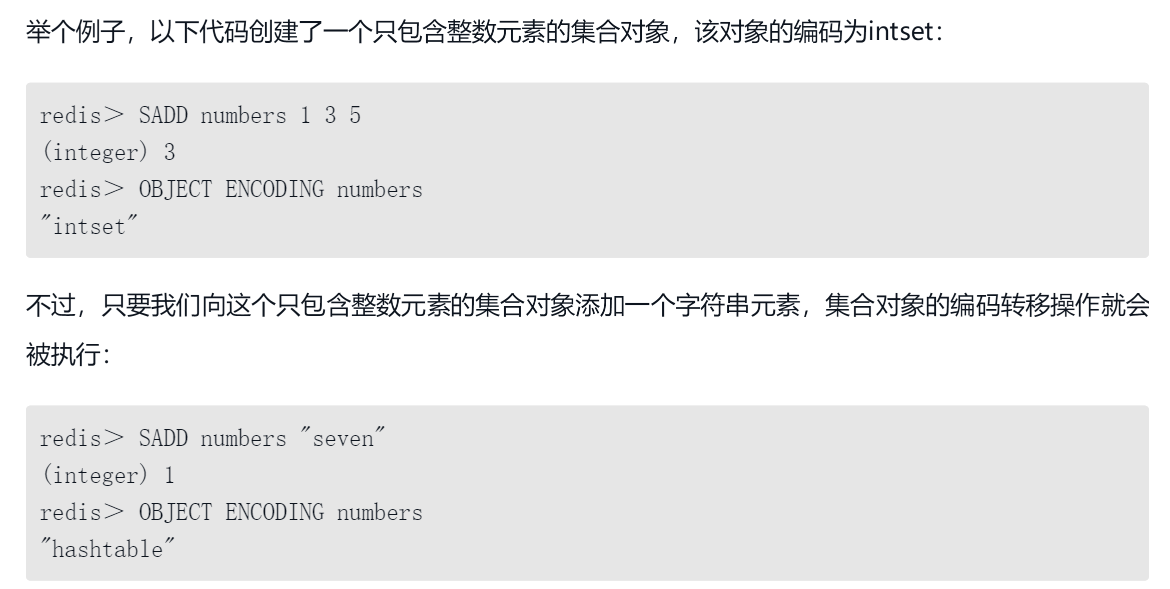 举个例子，以下代码创建了一个只包含整数元素的集合对象，该对象的编码为intset：
redis＞ SADD numbers 1 3 5
(integer) 3
redis＞ OBJECT ENCODING numbers
"intset"
不过，只要我们向这个只包含整数元素的集合对象添加一个字符串元素，集合对象的编码转移操作就会
被执行：
redis＞ SADD numbers "seven"
(integer) 1
redis＞ OBJECT ENCODING numbers
"hashtable"